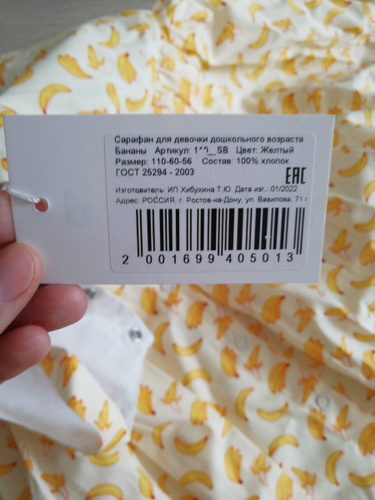 Сарафан для девочки дошкольного возраста
Бананы Артикул: Цвет: Желтый
Размер: 110-60-56 Состав: 100% хлопок
ГОСТ 25294 - 2003
EAC
Изготовитель: ИП Хибухина Т.Ю. Дата изг.: 01/2022
Адрес: РОССИЯ, г. Ростов-на-Дону, ул. Вавилова, 71 г
2 001699 405013